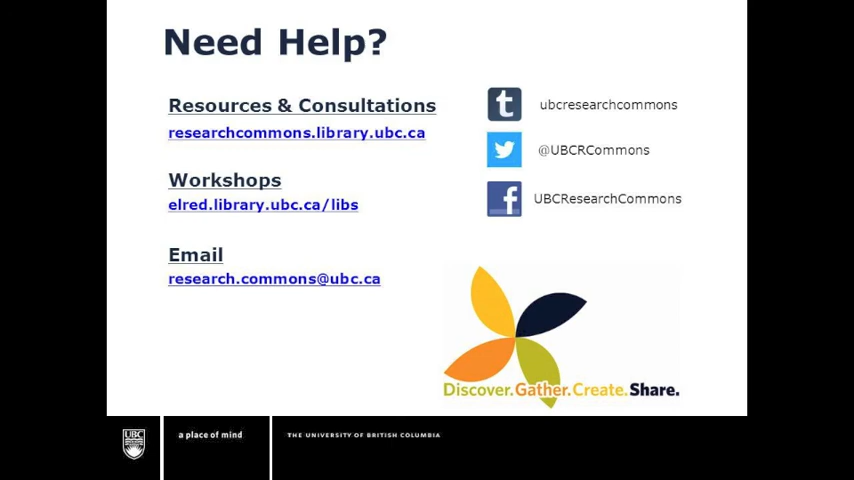 Need Help?
Resources & Consultations
researchcommons.library.ubc.ca
Workshops
elred.library.ubc.ca/libs
Email
research.commons@ubc.ca
t
ubcresearchcommons
@UBCRCommons
f
UBCResearchCommons
Discover.Gather.Create.Share.
UBC
a place of mind
THE UNIVERSITY OF BRITISH COLUMBIA